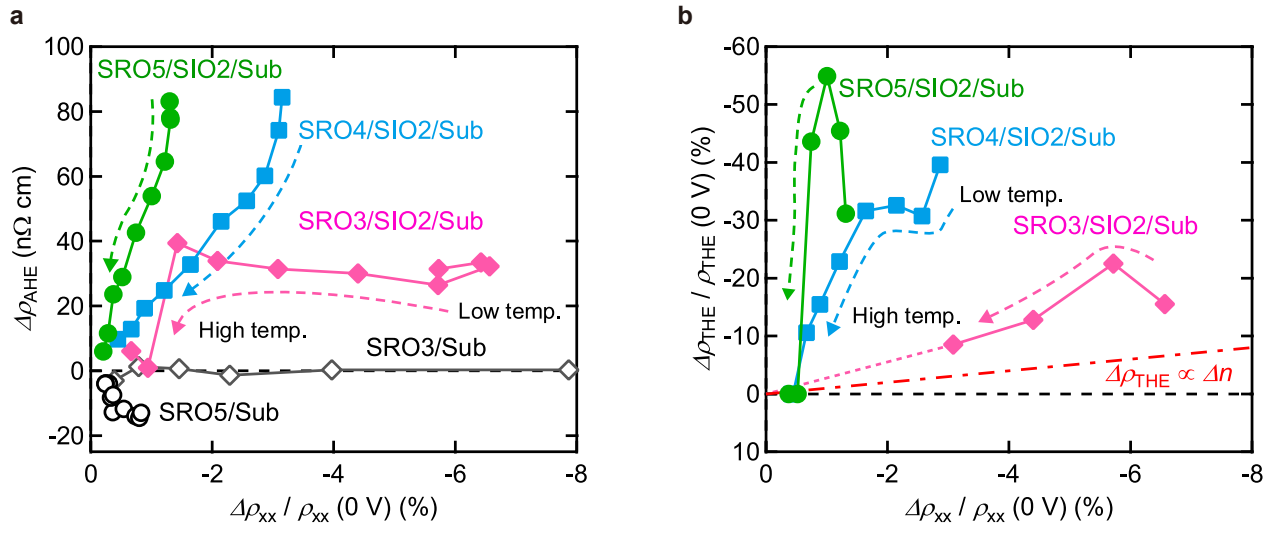 a
100
80
60
40
20
0
-20
Δρ_AHE (nΩ cm)
SRO5/SIO2/Sub
SRO4/SIO2/Sub
SRO3/SIO2/Sub
Low temp.
High temp.
SRO3/Sub
SRO5/Sub
0 -2 -4 -6 -8
Δρ_xx / ρ_xx (0 V) (%)
b
-60
-50
-40
-30
-20
-10
0
10
Δρ_THE / ρ_THE (0 V) (%)
SRO5/SIO2/Sub
SRO4/SIO2/Sub
Low temp.
SRO3/SIO2/Sub
High temp.
Δρ_THE ∝ Δn
0 -2 -4 -6 -8
Δρ_xx / ρ_xx (0 V) (%)